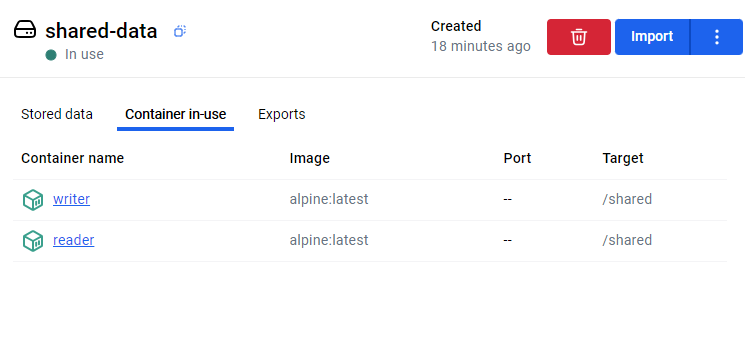 shared-data
In use
Created
18 minutes ago
Import
Stored data Container in-use Exports
Container name Image Port Target
writer alpine:latest -- /shared
reader alpine:latest -- /shared